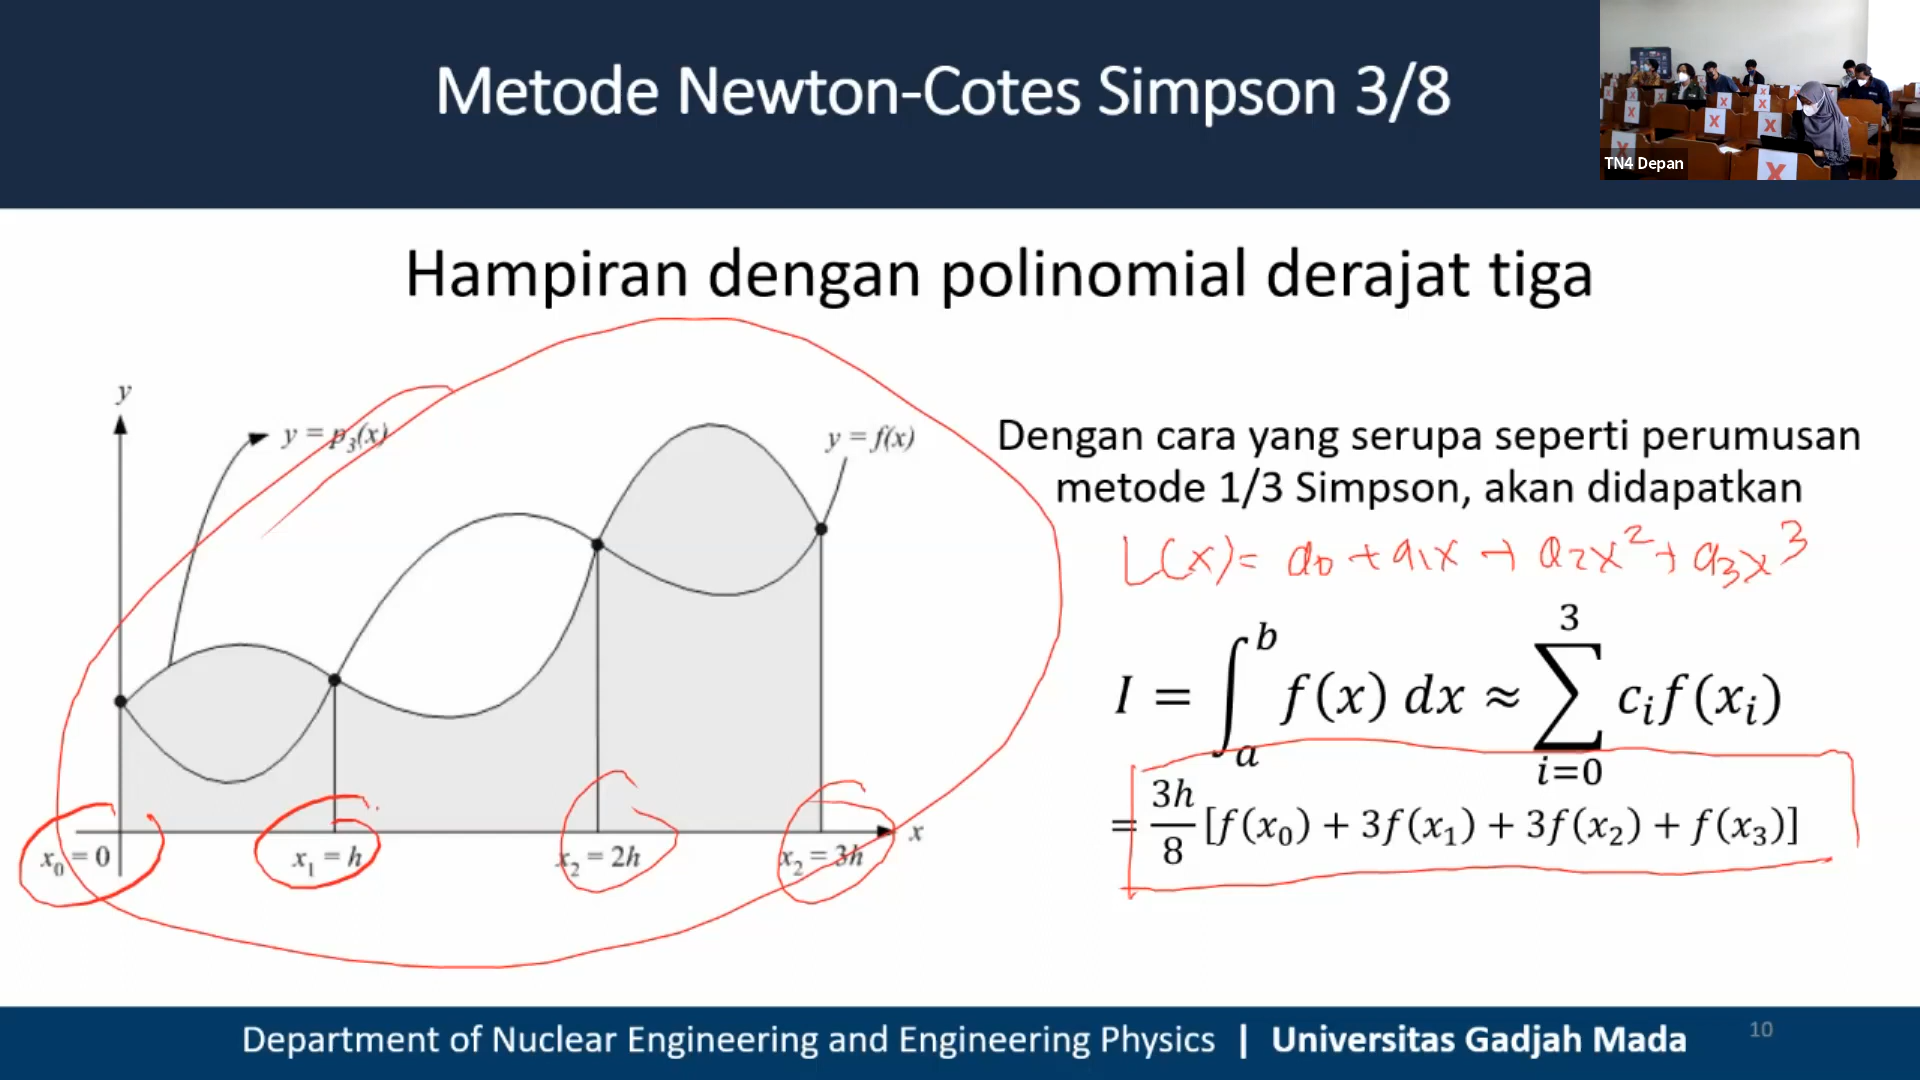 Metode Newton-Cotes Simpson 3/8
TN4 Depan
X
X
X
X
X
X
Hampiran dengan polinomial derajat tiga
y
y = p₃(x)
y = f(x)
x
x₀ = 0
x₁ = h
x₂ = 2h
x₂ = 3h
Dengan cara yang serupa seperti perumusan
metode 1/3 Simpson, akan didapatkan
L(x) = a₀ + a₁x + a₂x² + a₃x³
I = ∫ₐᵇ f(x) dx ≈ ∑³ᵢ₌₀ cᵢf(xᵢ)
= 3h/8 [f(x₀) + 3f(x₁) + 3f(x₂) + f(x₃)]
Department of Nuclear Engineering and Engineering Physics | Universitas Gadjah Mada
10